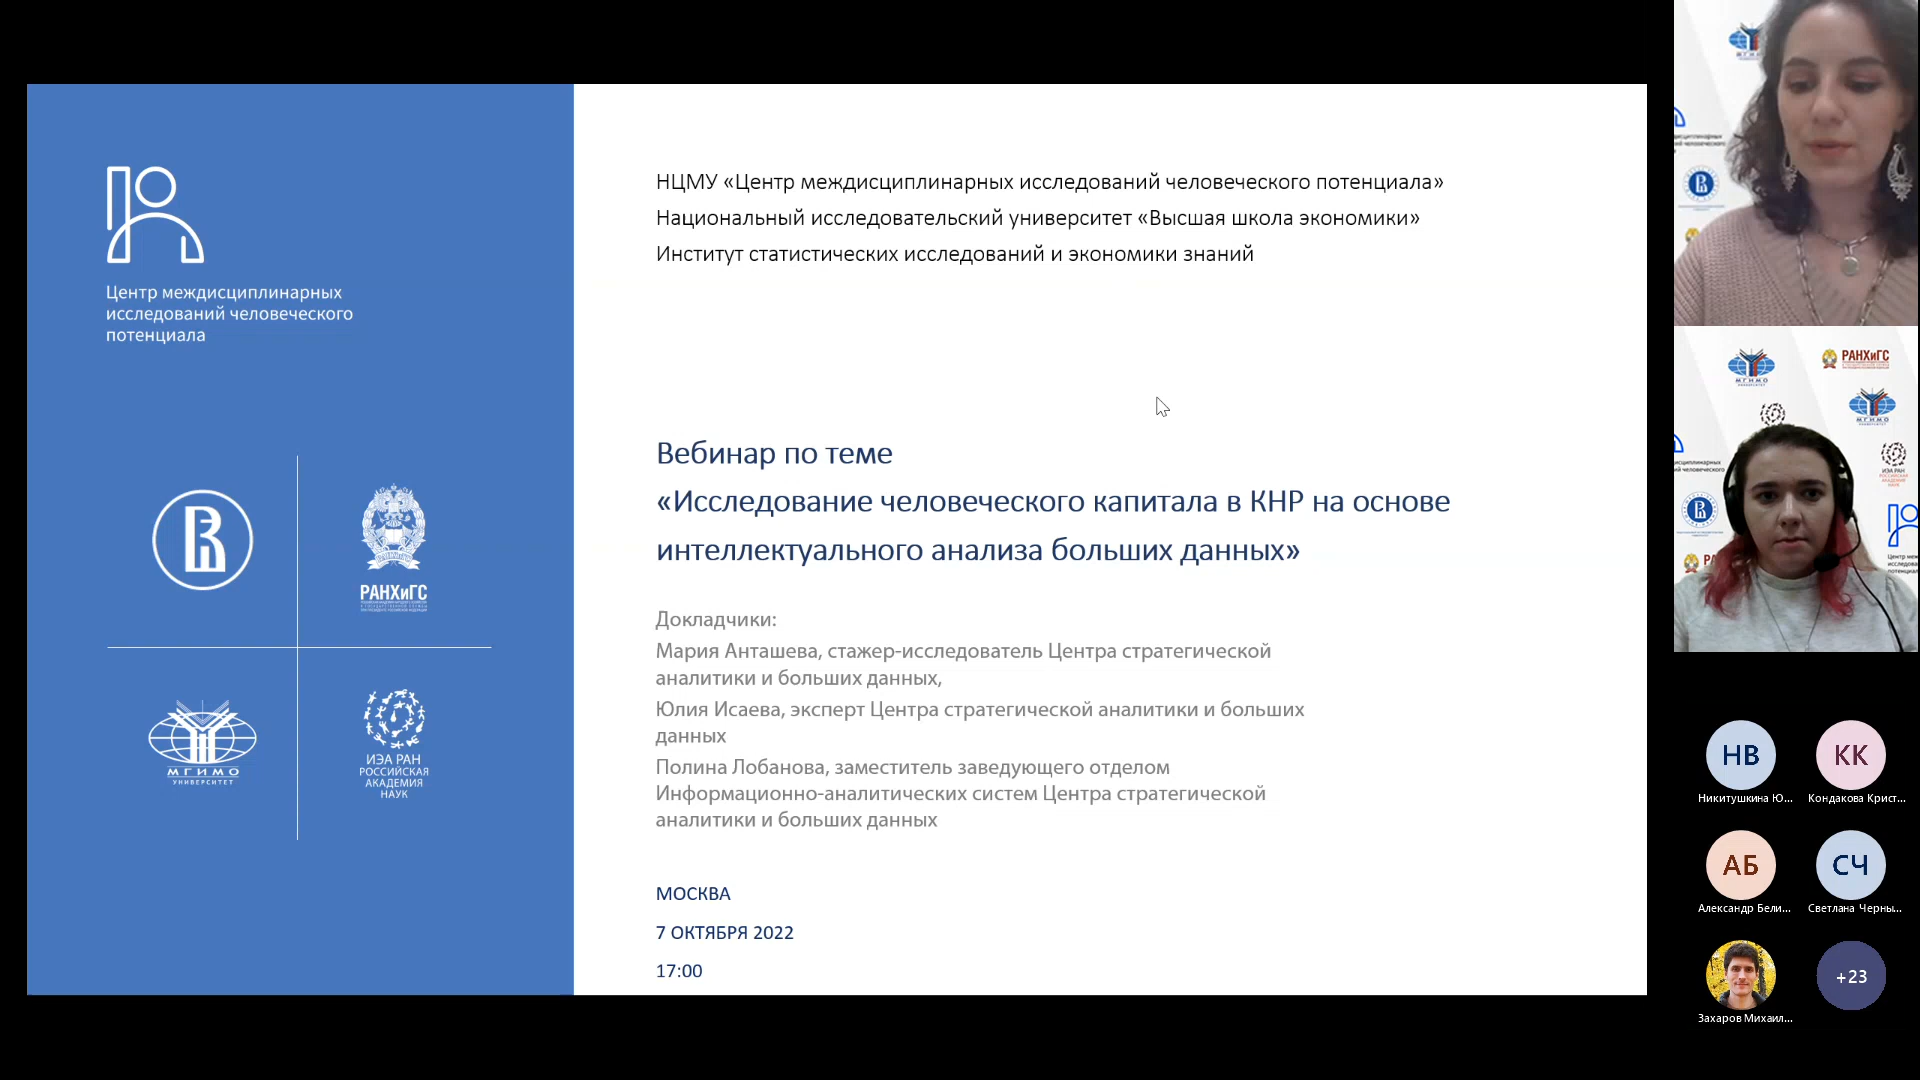 Центр междисциплинарных
исследований человеческого
потенциала
РАНХиГС
МГИМО
УНИВЕРСИТЕТ
ИЭА РАН
РОССИЙСКАЯ
АКАДЕМИЯ
НАУК
НЦМУ «Центр междисциплинарных исследований человеческого потенциала»
Национальный исследовательский университет «Высшая школа экономики»
Институт статистических исследований и экономики знаний
Вебинар по теме
«Исследование человеческого капитала в КНР на основе
интеллектуального анализа больших данных»
Докладчики:
Мария Анташева, стажер-исследователь Центра стратегической
аналитики и больших данных,
Юлия Исаева, эксперт Центра стратегической аналитики и больших
данных
Полина Лобанова, заместитель заведующего отделом
Информационно-аналитических систем Центра стратегической
аналитики и больших данных
МОСКВА
7 ОКТЯБРЯ 2022
17:00
МГИМО
РАНХиГС
МГИМО
ИЭА РАН
НВ
Никитушкина Ю...
КК
Кондакова Крист...
АБ
Александр Бели...
СЧ
Светлана Черны...
Захаров Михаил...
+23